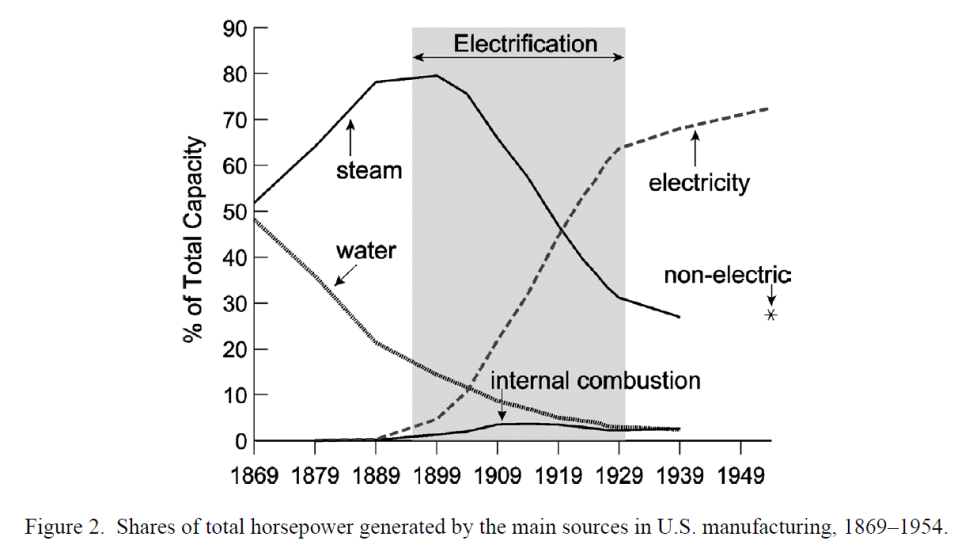 90
Electrification
80
70
steam
60
electricity
50
water
40
non-electric
30
*
20
internal combustion
10
0
% of Total Capacity
1869 1879 1889 1899 1909 1919 1929 1939 1949
Figure 2. Shares of total horsepower generated by the main sources in U.S. manufacturing, 1869–1954.